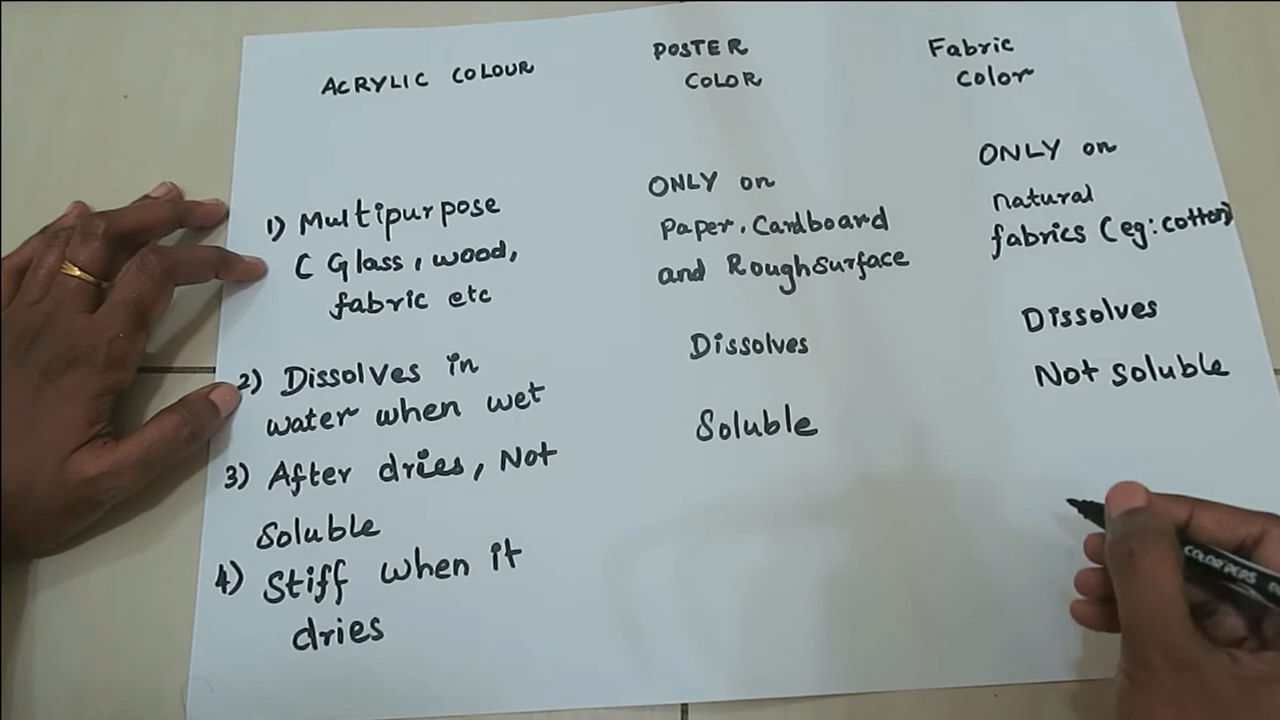 ACRYLIC COLOUR
1) Multipurpose
( Glass, wood,
fabric etc
2) Dissolves in
water when wet
3) After dries, Not
Soluble
4) Stiff when it
dries
POSTER
COLOR
ONLY on
Paper, Cardboard
and Rough surface
Dissolves
Soluble
Fabric
Color
ONLY on
natural
fabrics (eg: cotton)
Dissolves
Not soluble